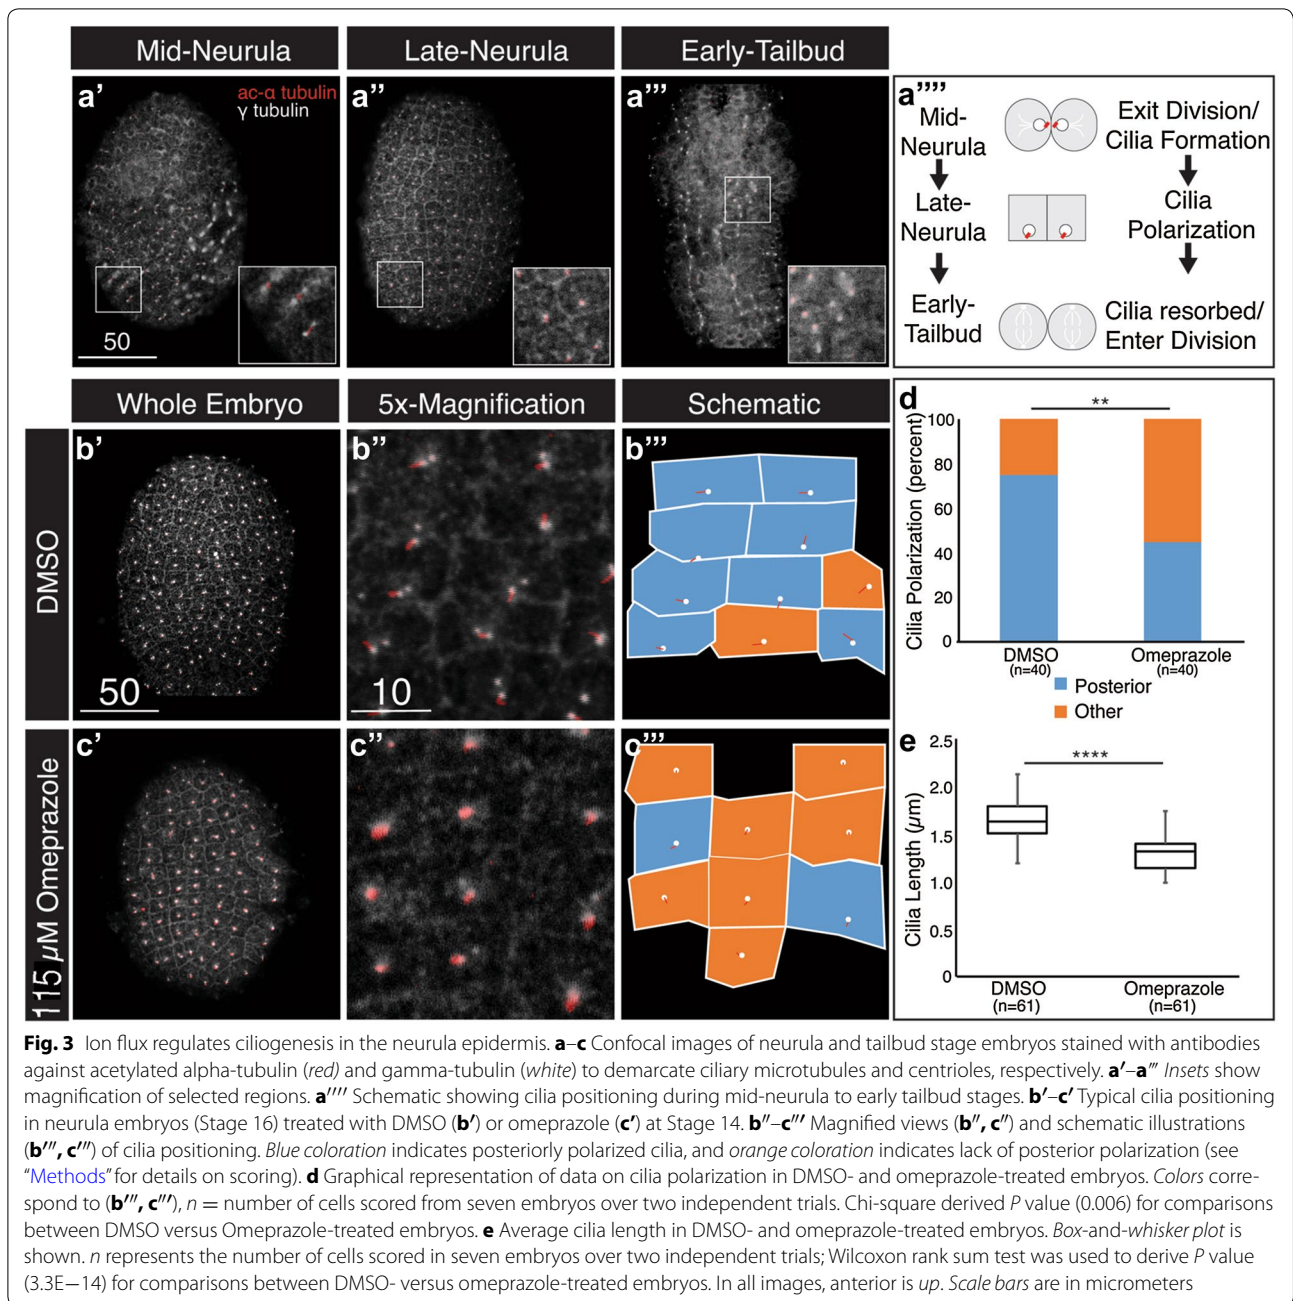 Mid-Neurula
Late-Neurula
Early-Tailbud
a’
ac-α tubulin
γ tubulin
50
a’’
a’’’
a’’’’
Mid-
Neurula
Exit Division/
Cilia Formation
Late-
Neurula
Cilia
Polarization
Early-
Tailbud
Cilia resorbed/
Enter Division
Whole Embryo
5x-Magnification
Schematic
DMSO
b’
50
b’’
10
b’’’
115 µM Omeprazole
c’
c’’
c’’’
d
**
Cilia Polarization (percent)
100
80
60
40
20
0
DMSO
(n=40)
Omeprazole
(n=40)
Posterior
Other
e
****
Cilia Length (µm)
2.5
2.0
1.5
1.0
0.5
0
DMSO
(n=61)
Omeprazole
(n=61)
Fig. 3 Ion flux regulates ciliogenesis in the neurula epidermis. a–c Confocal images of neurula and tailbud stage embryos stained with antibodies
against acetylated alpha-tubulin (red) and gamma-tubulin (white) to demarcate ciliary microtubules and centrioles, respectively. a′–a‴ Insets show
magnification of selected regions. a′′′′ Schematic showing cilia positioning during mid-neurula to early tailbud stages. b′–c′ Typical cilia positioning
in neurula embryos (Stage 16) treated with DMSO (b′) or omeprazole (c′) at Stage 14. b″–c‴ Magnified views (b″, c″) and schematic illustrations
(b‴, c‴) of cilia positioning. Blue coloration indicates posteriorly polarized cilia, and orange coloration indicates lack of posterior polarization (see
“Methods” for details on scoring). d Graphical representation of data on cilia polarization in DMSO- and omeprazole-treated embryos. Colors corre-
spond to (b‴, c‴), n = number of cells scored from seven embryos over two independent trials. Chi-square derived P value (0.006) for comparisons
between DMSO versus Omeprazole-treated embryos. e Average cilia length in DMSO- and omeprazole-treated embryos. Box-and-whisker plot is
shown. n represents the number of cells scored in seven embryos over two independent trials; Wilcoxon rank sum test was used to derive P value
(3.3E−14) for comparisons between DMSO- versus omeprazole-treated embryos. In all images, anterior is up. Scale bars are in micrometers